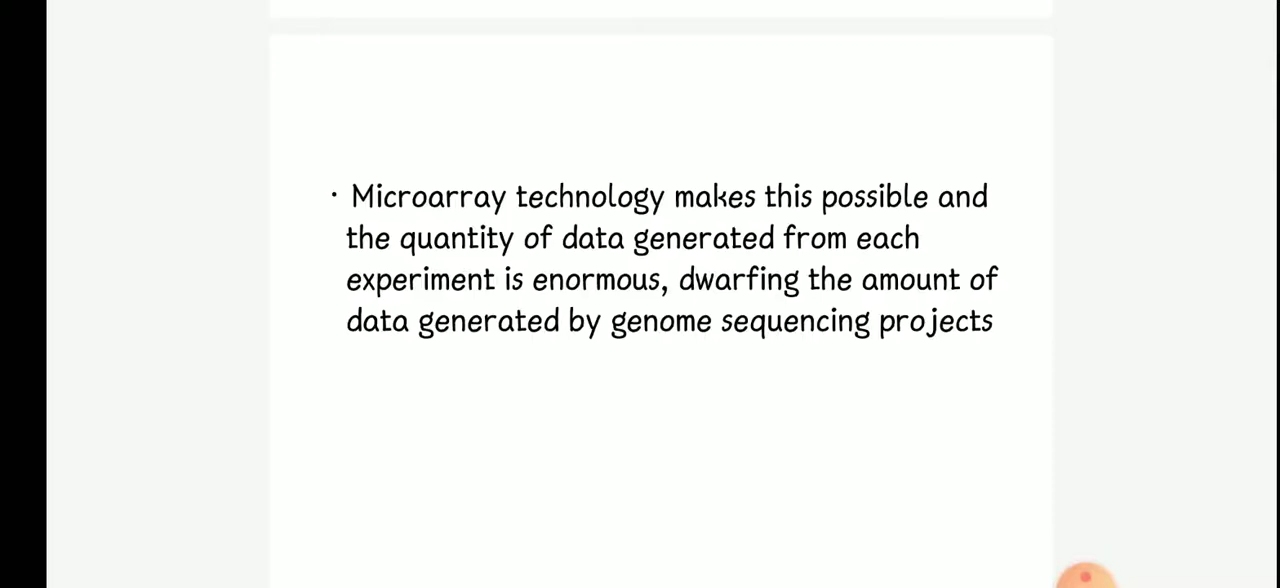 · Microarray technology makes this possible and
the quantity of data generated from each
experiment is enormous, dwarfing the amount of
data generated by genome sequencing projects